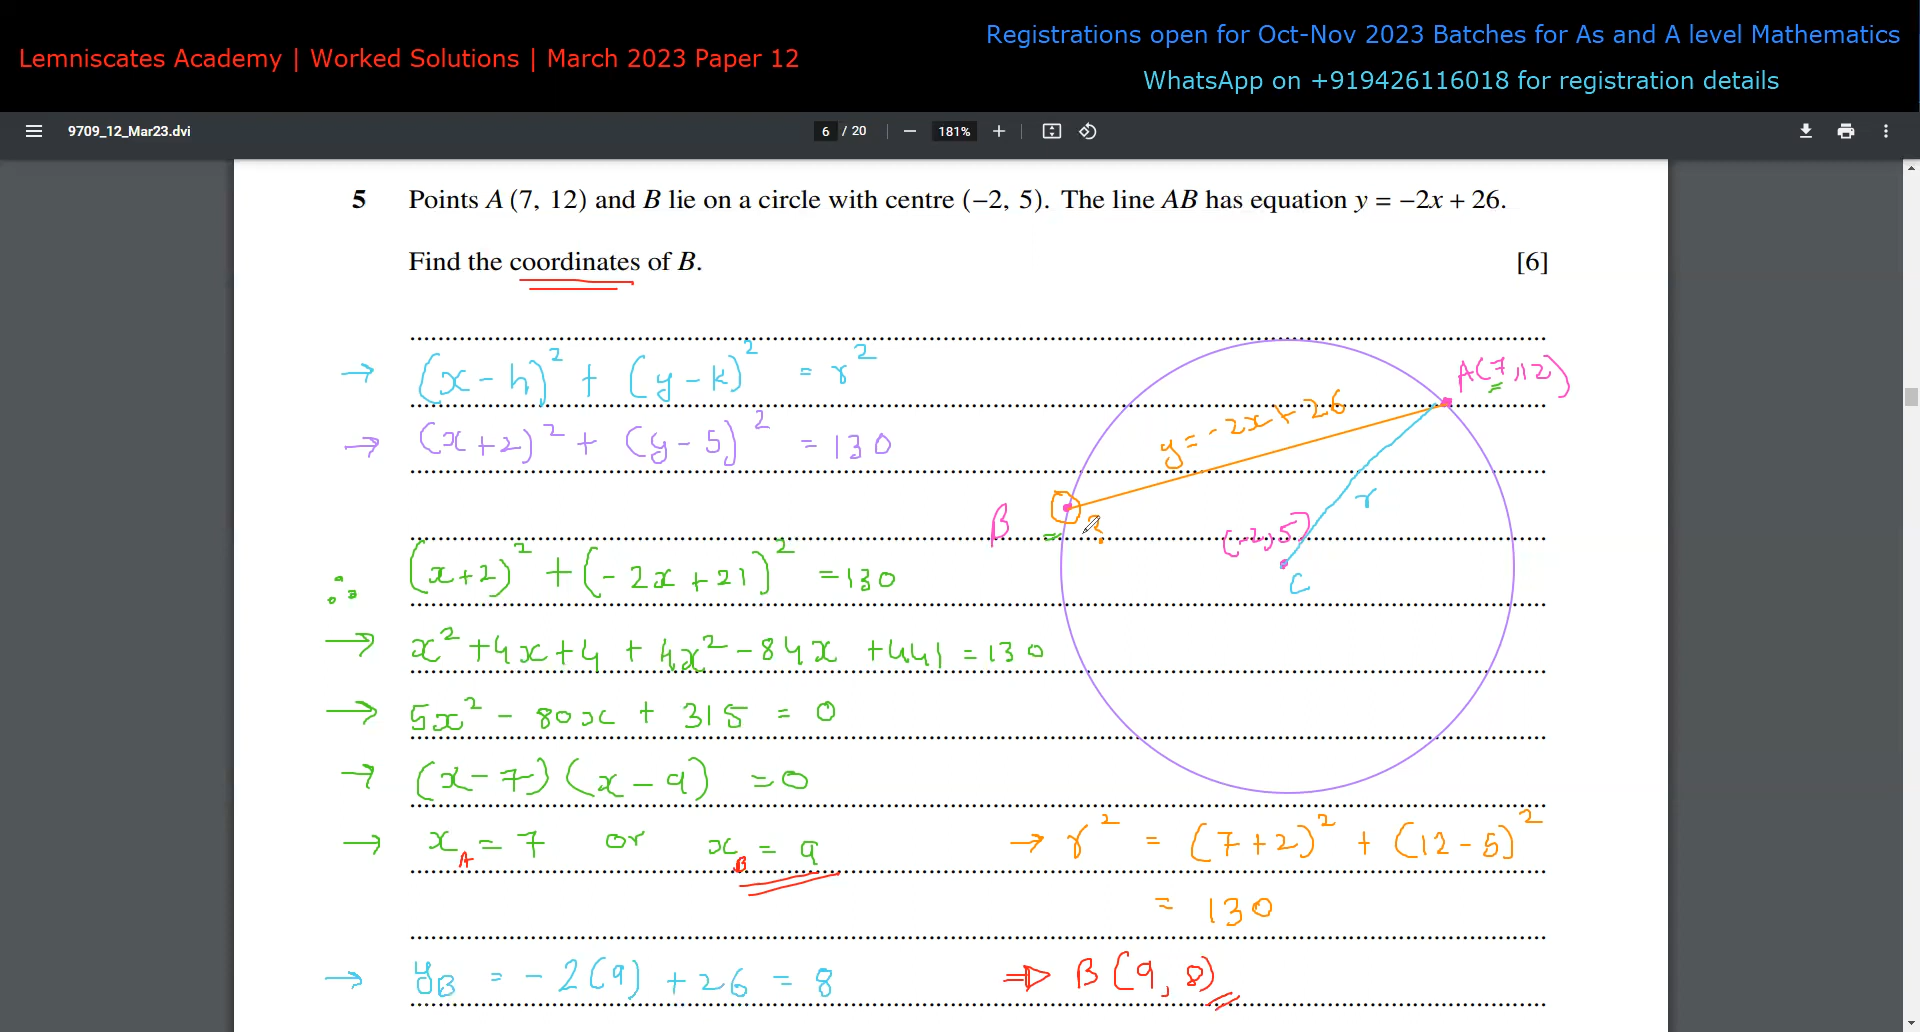 Lemniscates Academy | Worked Solutions | March 2023 Paper 12
Registrations open for Oct-Nov 2023 Batches for As and A level Mathematics
WhatsApp on +919426116018 for registration details
9709_12_Mar23.dvi
6 / 20
181%
5 Points A (7, 12) and B lie on a circle with centre (−2, 5). The line AB has equation y = −2x + 26.
Find the coordinates of B. [6]
→ (x − h)² + (y − k)² = r²
→ (x + 2)² + (y − 5)² = 130
A(7, 12)
y = −2x + 26
r
B
?
(−2, 5)
C
∴ (x+2)² + (−2x + 21)² = 130
→ x² + 4x + 4 + 4x² − 84x + 441 = 130
→ 5x² − 80x + 315 = 0
→ (x − 7)(x − 9) = 0
→ x_A = 7 or x_B = 9
→ r² = (7 + 2)² + (12 − 5)²
= 130
→ y_B = −2(9) + 26 = 8
⇒ B(9, 8)